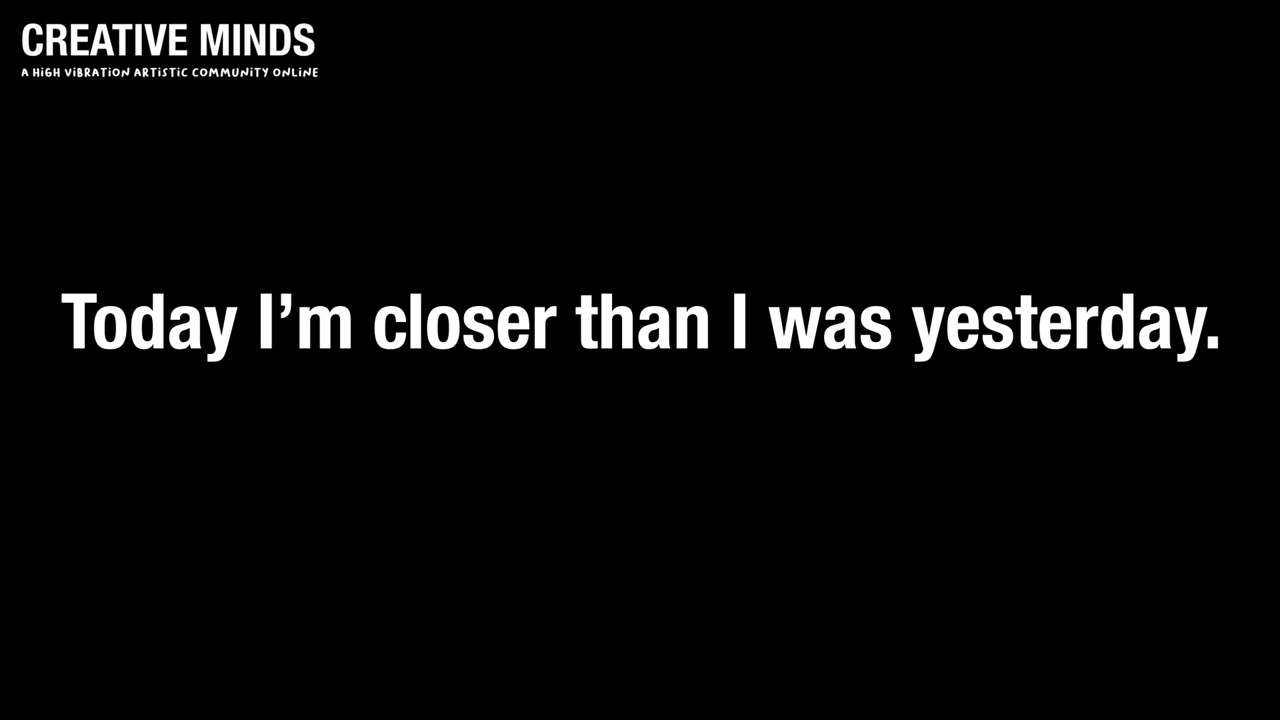 CREATIVE MINDS
A HIGH VIBRATION ARTISTIC COMMUNITY ONLINE
Today I’m closer than I was yesterday.